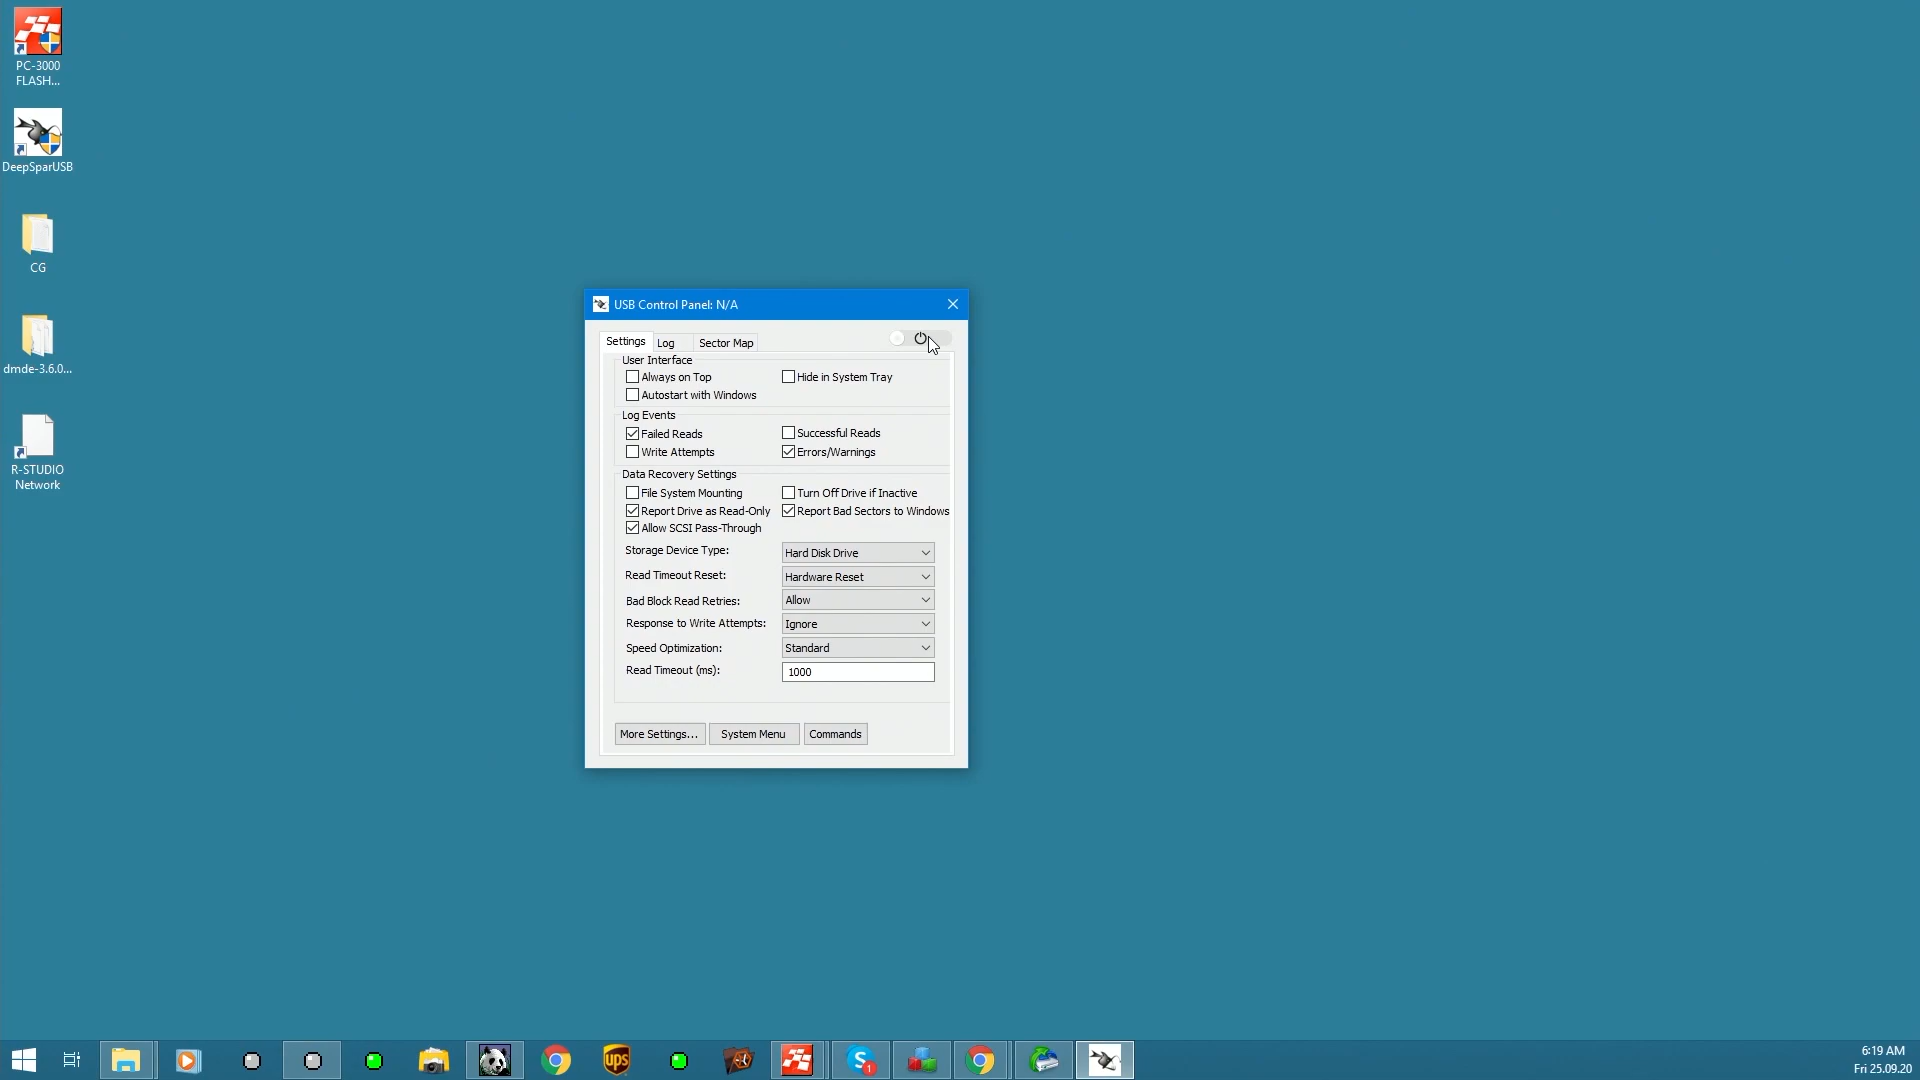 PC-3000
FLASH...
DeepSparUSB
CG
dmde-3.6.0...
R-STUDIO
Network
USB Control Panel: N/A
Settings
Log
Sector Map
User Interface
Always on Top
Hide in System Tray
Autostart with Windows
Log Events
Failed Reads
Successful Reads
Write Attempts
Errors/Warnings
Data Recovery Settings
File System Mounting
Turn Off Drive if Inactive
Report Drive as Read-Only
Report Bad Sectors to Windows
Allow SCSI Pass-Through
Storage Device Type:
Hard Disk Drive
Read Timeout Reset:
Hardware Reset
Bad Block Read Retries:
Allow
Response to Write Attempts:
Ignore
Speed Optimization:
Standard
Read Timeout (ms):
1000
More Settings...
System Menu
Commands
ups
S
1
6:19 AM
Fri 25.09.20